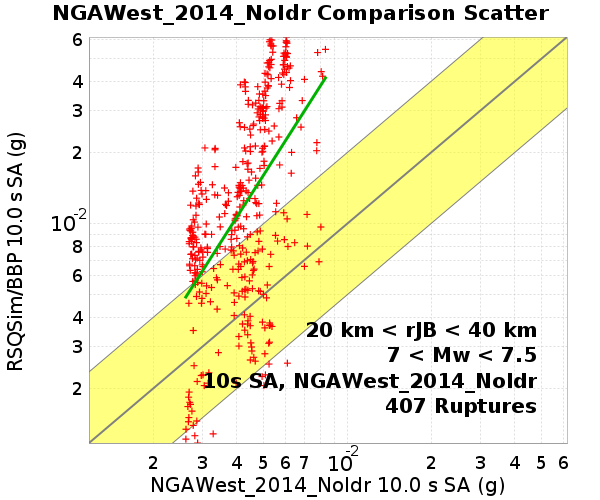 NGAWest_2014_NoIdr Comparison Scatter
RSQSim/BBP 10.0 s SA (g)
6
4
3
2
10-2
8
6
4
3
2
20 km < rJB < 40 km
7 < Mw < 7.5
10s SA, NGAWest_2014_NoIdr
407 Ruptures
2 3 4 5 6 7 10-2 2 3 4 5 6
NGAWest_2014_NoIdr 10.0 s SA (g)